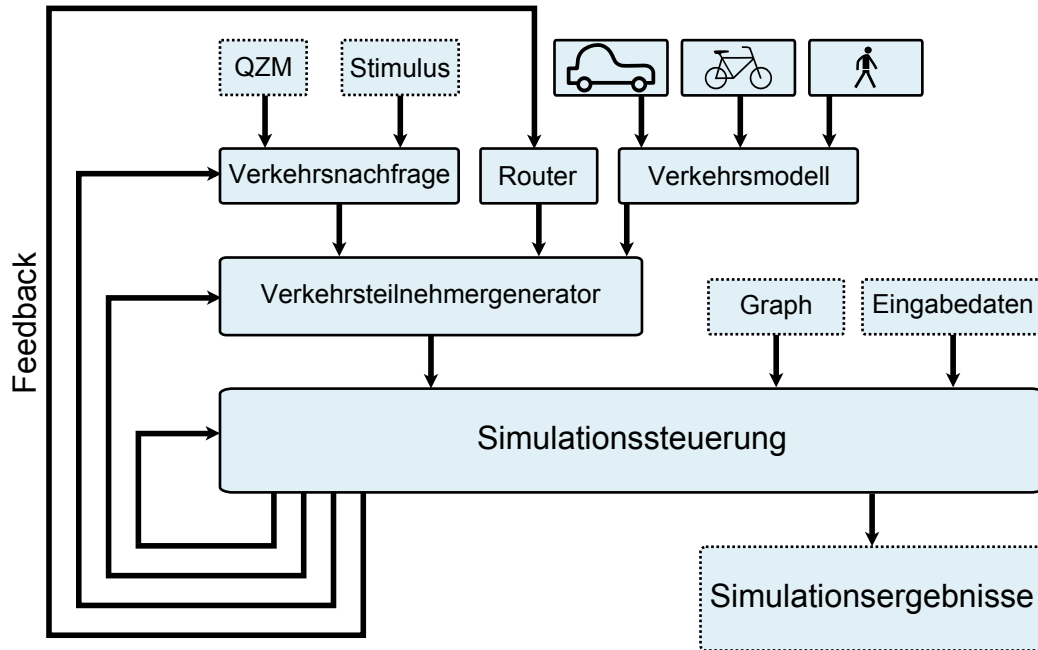 QZM
Stimulus
Verkehrsnachfrage
Router
Verkehrsmodell
Feedback
Verkehrsteilnehmergenerator
Graph
Eingabedaten
Simulationssteuerung
Simulationsergebnisse